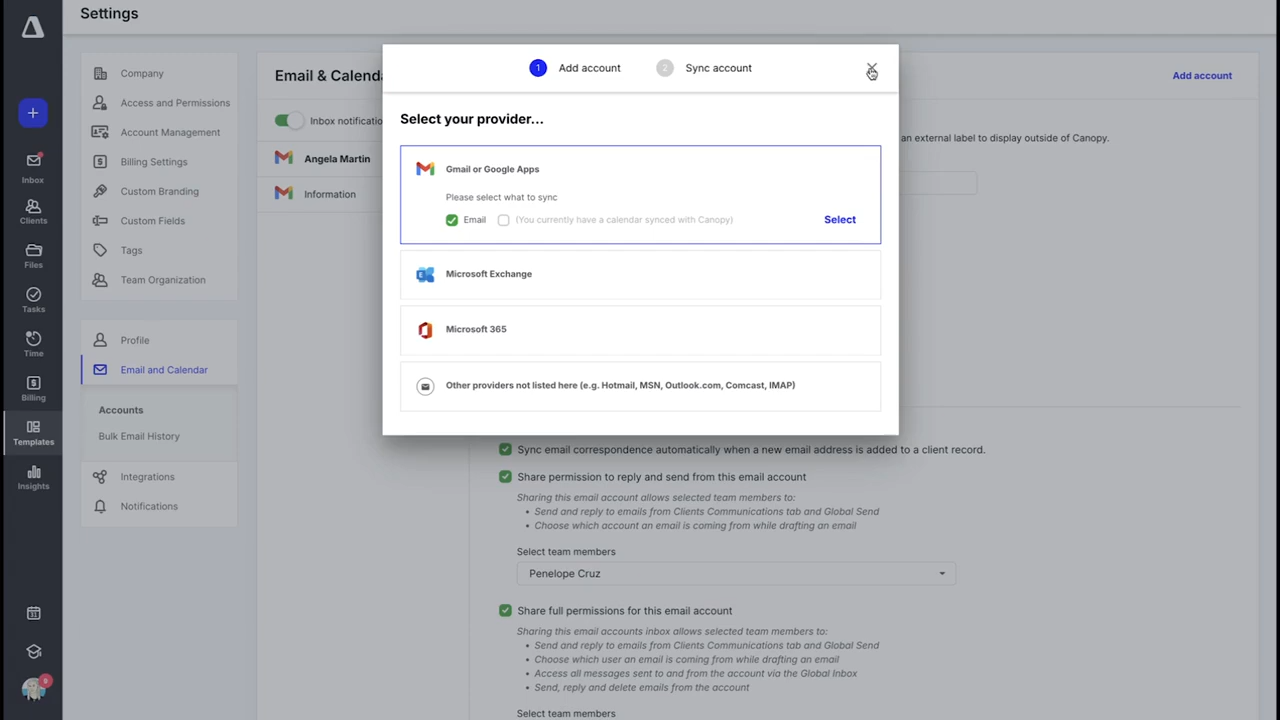 Settings
Inbox
Clients
Files
Tasks
Time
Billing
Templates
Insights
31
9
Company
Access and Permissions
Account Management
Billing Settings
Custom Branding
Custom Fields
Tags
Team Organization
Profile
Email and Calendar
Accounts
Bulk Email History
Integrations
Notifications
Email & Calenda
Add account
Inbox notificatio
Angela Martin
Information
an external label to display outside of Canopy.
1 Add account
2 Sync account
Select your provider...
Gmail or Google Apps
Please select what to sync
Email (You currently have a calendar synced with Canopy)
Select
Microsoft Exchange
Microsoft 365
Other providers not listed here (e.g. Hotmail, MSN, Outlook.com, Comcast, IMAP)
Sync email correspondence automatically when a new email address is added to a client record.
Share permission to reply and send from this email account
Sharing this email account allows selected team members to:
• Send and reply to emails from Clients Communications tab and Global Send
• Choose which account an email is coming from while drafting an email
Select team members
Penelope Cruz
Share full permissions for this email account
Sharing this email accounts inbox allows selected team members to:
• Send and reply to emails from Clients Communications tab and Global Send
• Choose which user an email is coming from while drafting an email
• Access all messages sent to and from the account via the Global Inbox
• Send, reply and delete emails from the account
Select team members